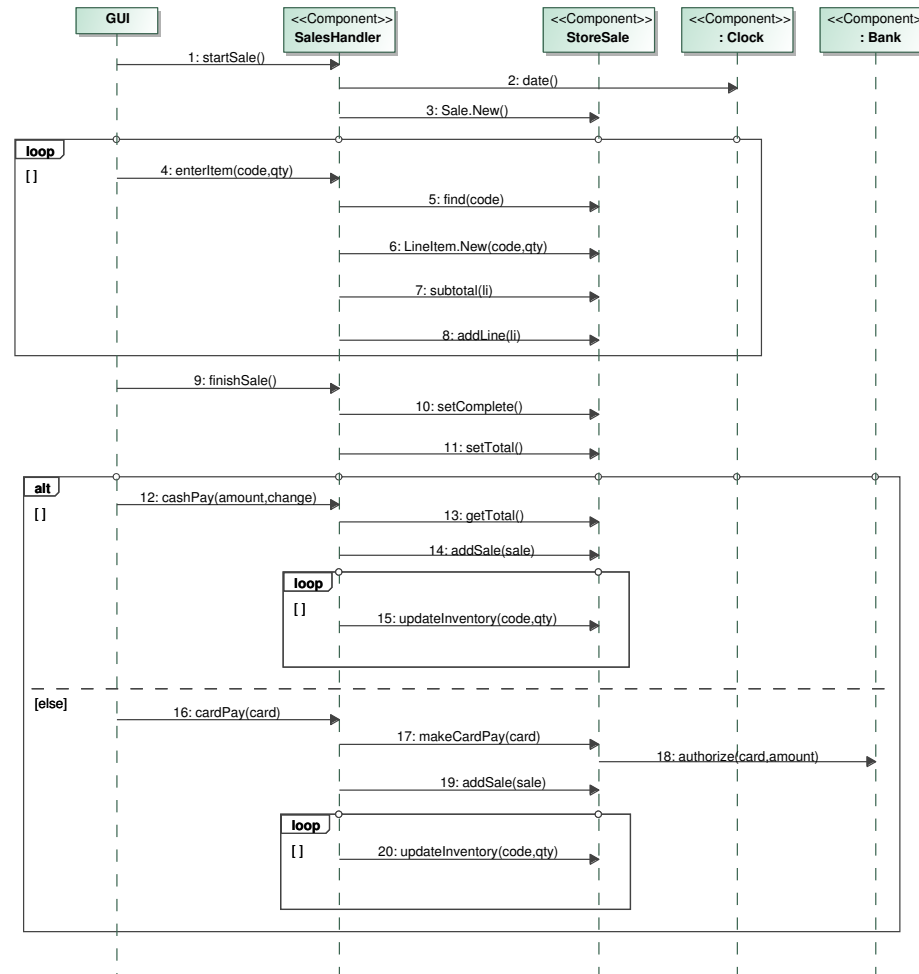 GUI
<<Component>>
SalesHandler
<<Component>>
StoreSale
<<Component>>
: Clock
<<Component>
: Bank
1: startSale()
2: date()
3: Sale.New()
loop
[ ]
4: enterItem(code,qty)
5: find(code)
6: LineItem.New(code,qty)
7: subtotal(li)
8: addLine(li)
9: finishSale()
10: setComplete()
11: setTotal()
alt
[ ]
12: cashPay(amount,change)
13: getTotal()
14: addSale(sale)
loop
[ ]
15: updateInventory(code,qty)
[else]
16: cardPay(card)
17: makeCardPay(card)
18: authorize(card,amount)
19: addSale(sale)
loop
[ ]
20: updateInventory(code,qty)